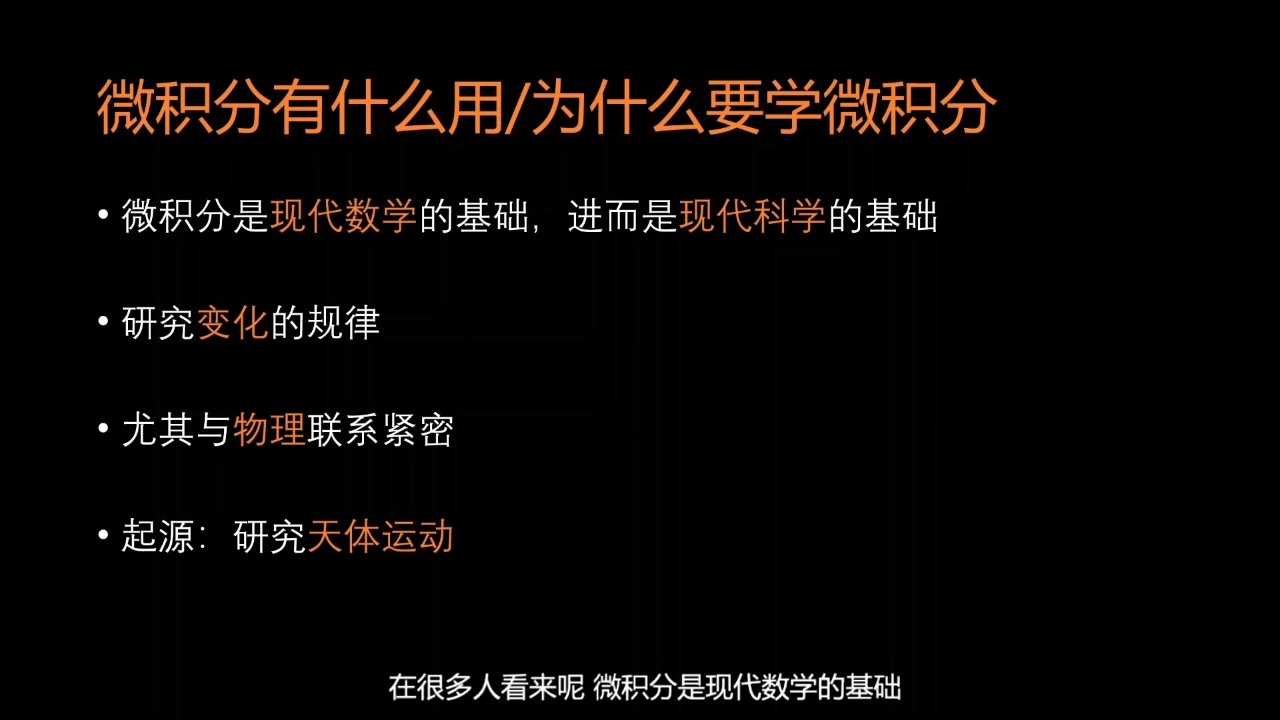 微积分有什么用/为什么要学微积分
• 微积分是现代数学的基础，进而是现代科学的基础
• 研究变化的规律
• 尤其与物理联系紧密
• 起源：研究天体运动
在很多人看来呢 微积分是现代数学的基础